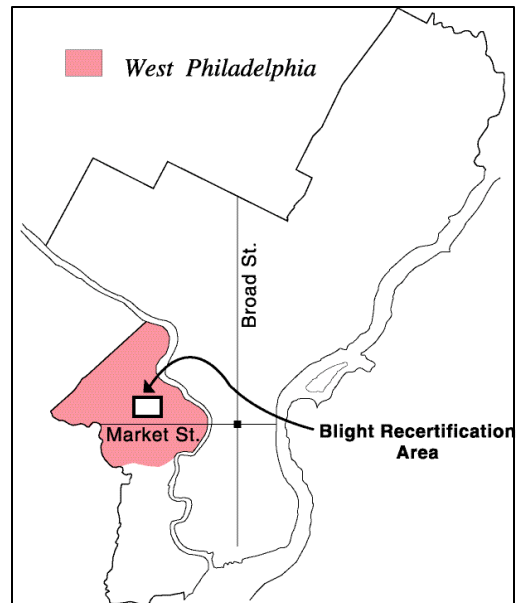 West Philadelphia
Broad St.
Market St.
Blight Recertification
Area